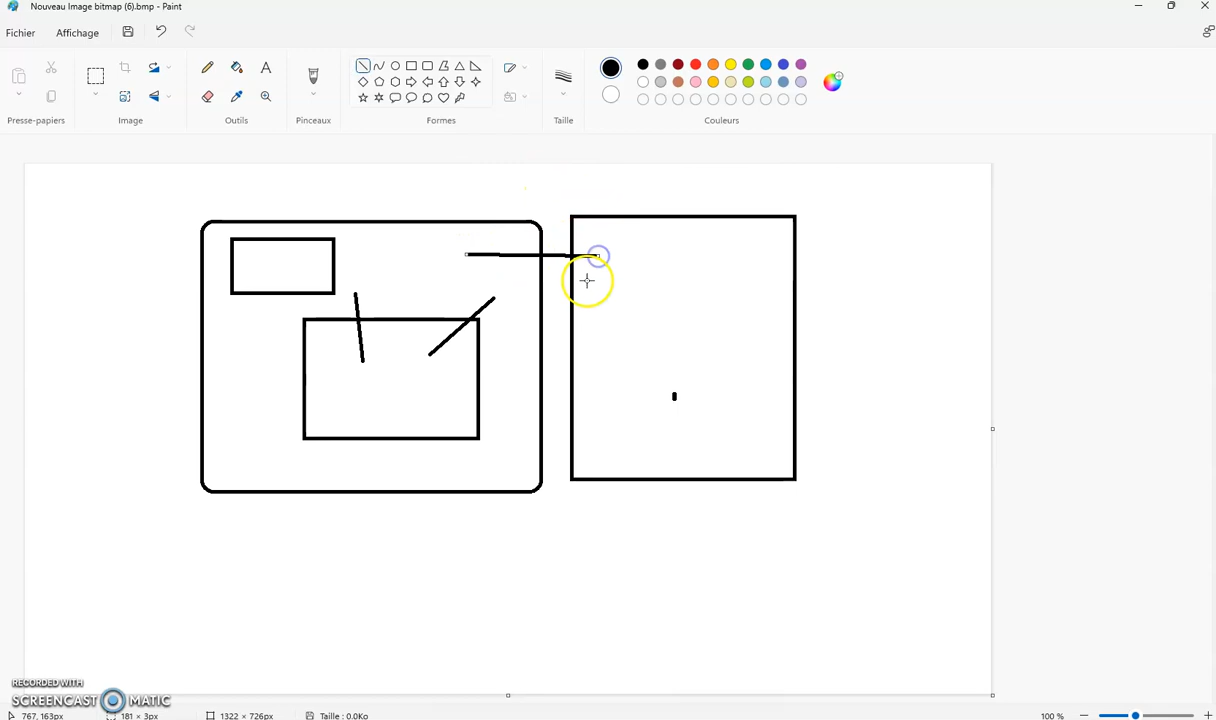 Nouveau Image bitmap (6).bmp - Paint
Fichier Affichage
Presse-papiers Image Outils Pinceaux Formes Taille Couleurs
RECORDED WITH
SCREENCAST MATIC
767, 163px 181 × 3px 1322 × 726px Taille : 0.0Ko 100 %